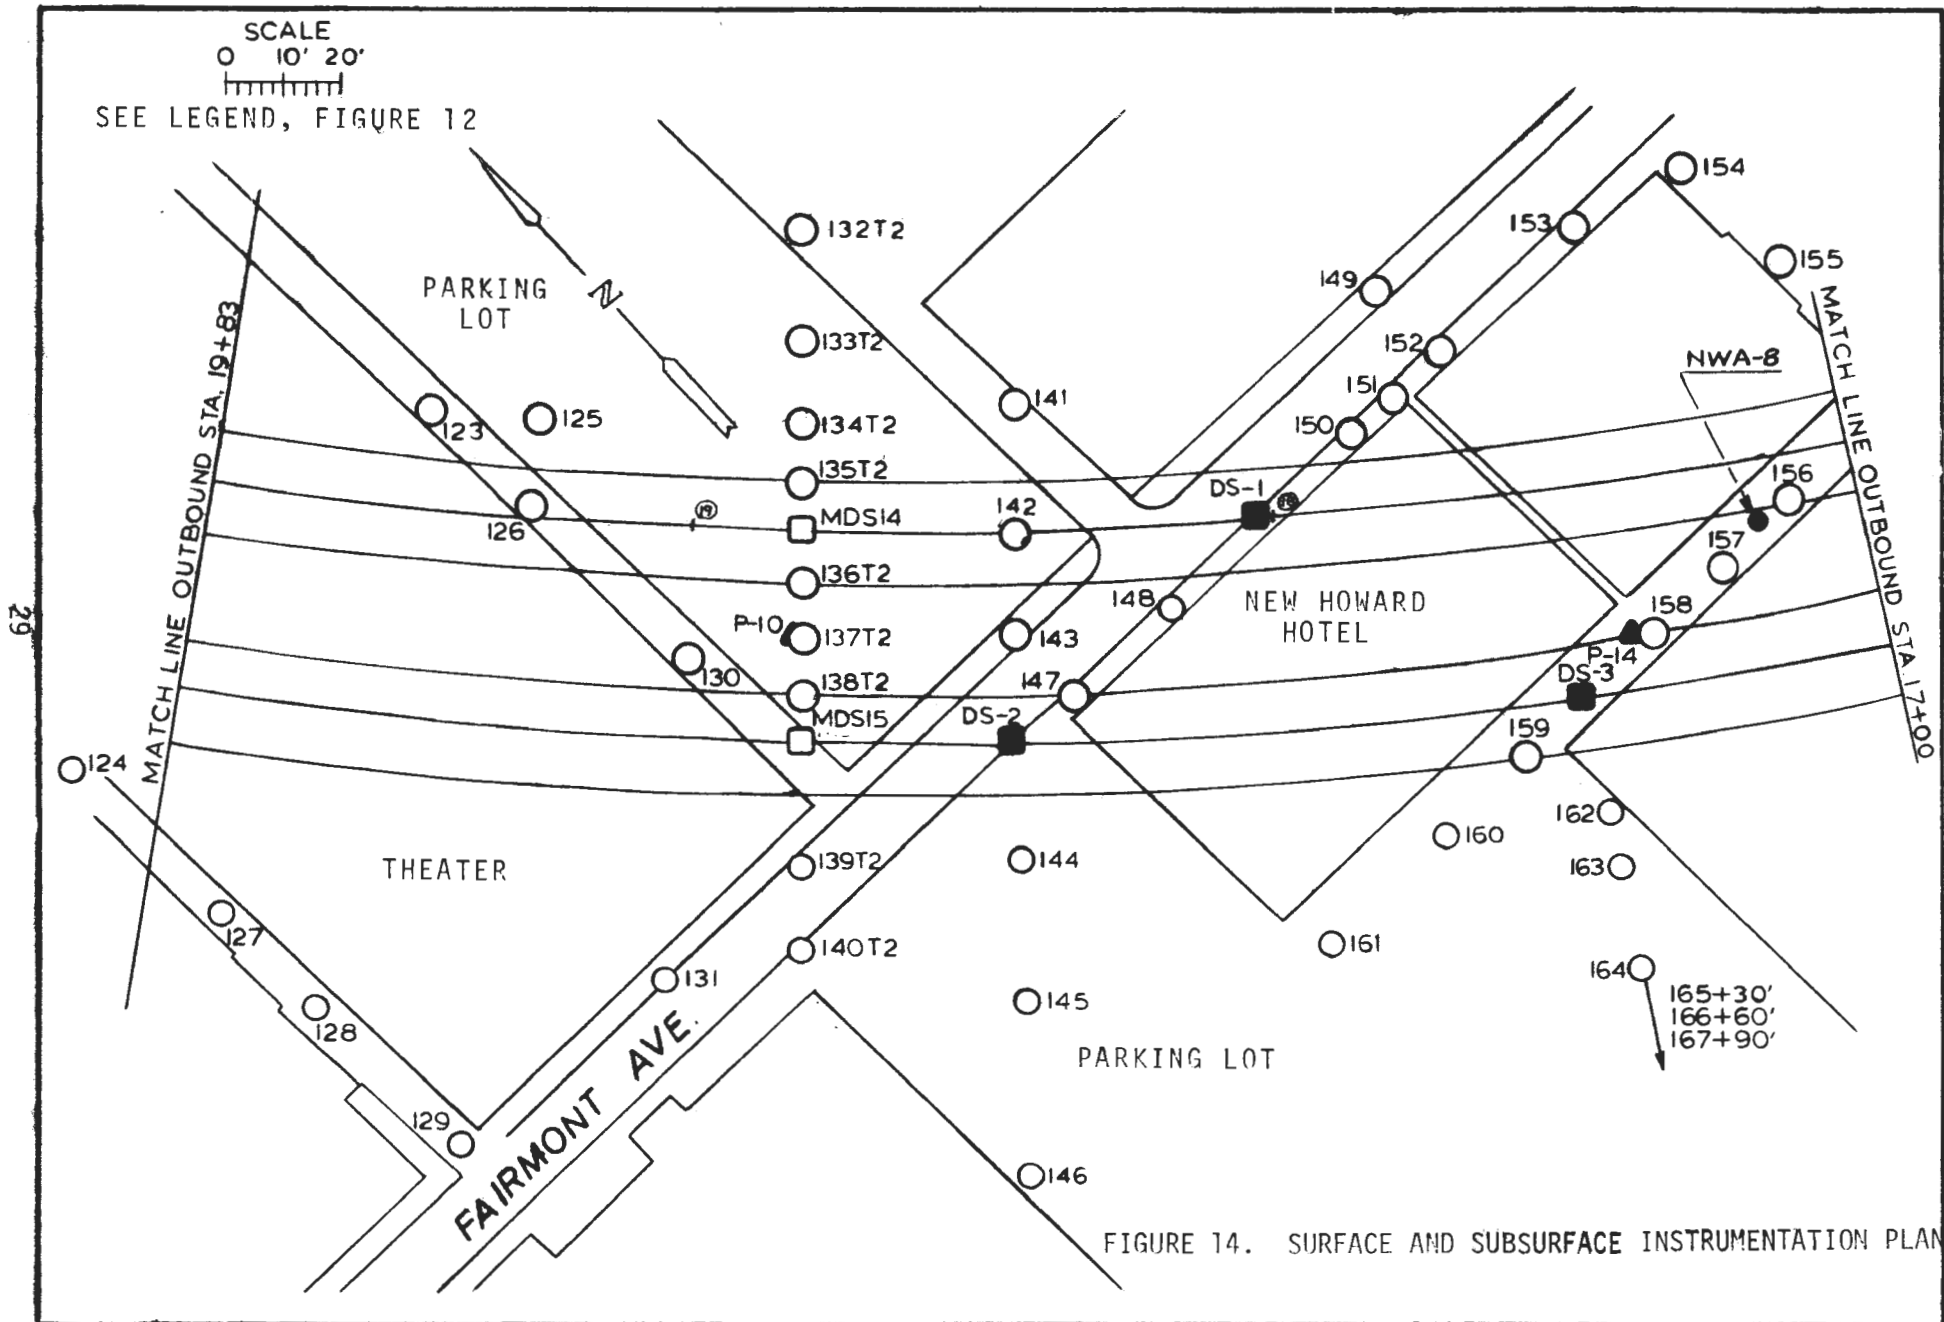 SCALE
0 10' 20'
SEE LEGEND, FIGURE 12
N
PARKING
LOT
132T2
133T2
134T2
135T2
MDS14
136T2
P-10
137T2
138T2
MDS15
139T2
140T2
123
125
126
130
19
MATCH LINE OUTBOUND STA. 19+83
124
127
128
129
131
THEATER
FAIRMONT AVE.
141
142
143
144
145
146
147
148
149
150
151
152
153
154
155
156
157
158
159
160
161
162
163
164
165+30'
166+60'
167+90'
DS-1
DS-2
DS-3
P-14
NWA-8
NEW HOWARD
HOTEL
MATCH LINE OUTBOUND STA. 17+00
PARKING LOT
FIGURE 14. SURFACE AND SUBSURFACE INSTRUMENTATION PLAN
29